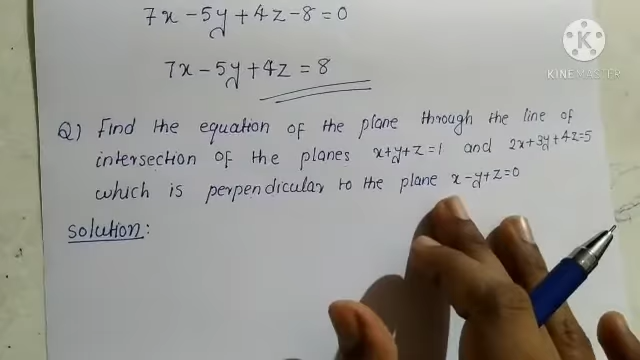 7x - 5y + 4z - 8 = 0
7x - 5y + 4z = 8
KINEMASTER
Q) Find the equation of the plane through the line of
intersection of the planes x+y+z=1 and 2x+3y+4z=5
which is perpendicular to the plane x-y+z=0
Solution: